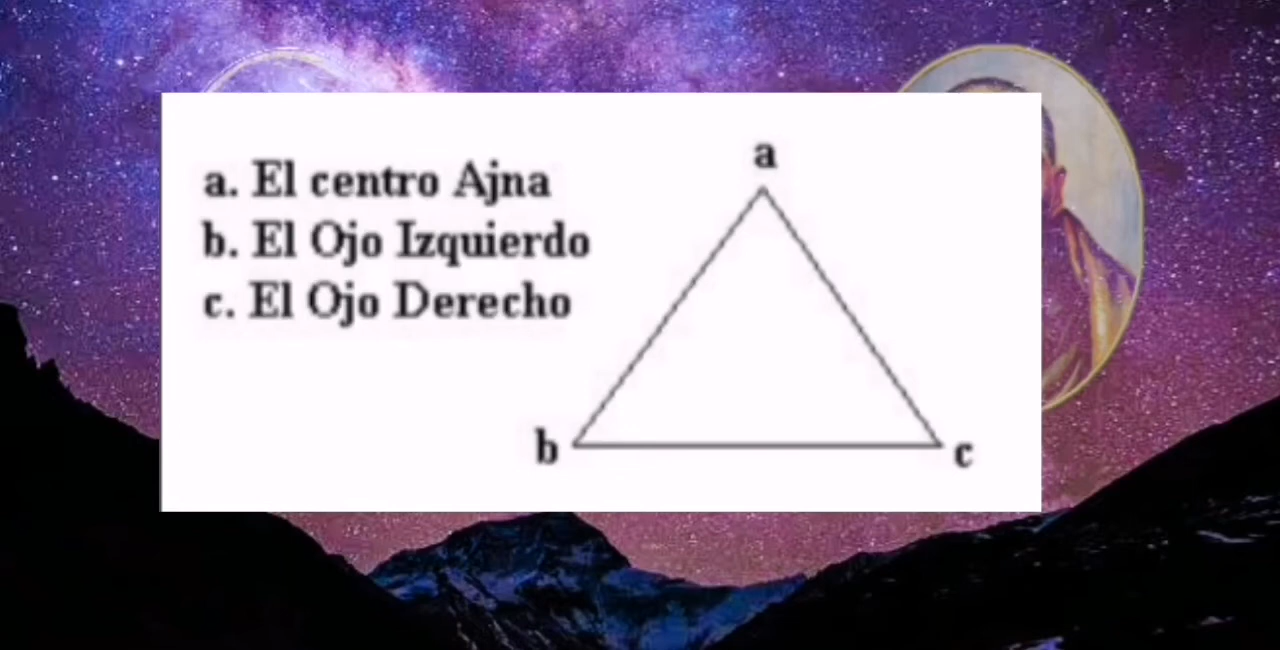 a. El centro Ajna
b. El Ojo Izquierdo
c. El Ojo Derecho
a
b
c